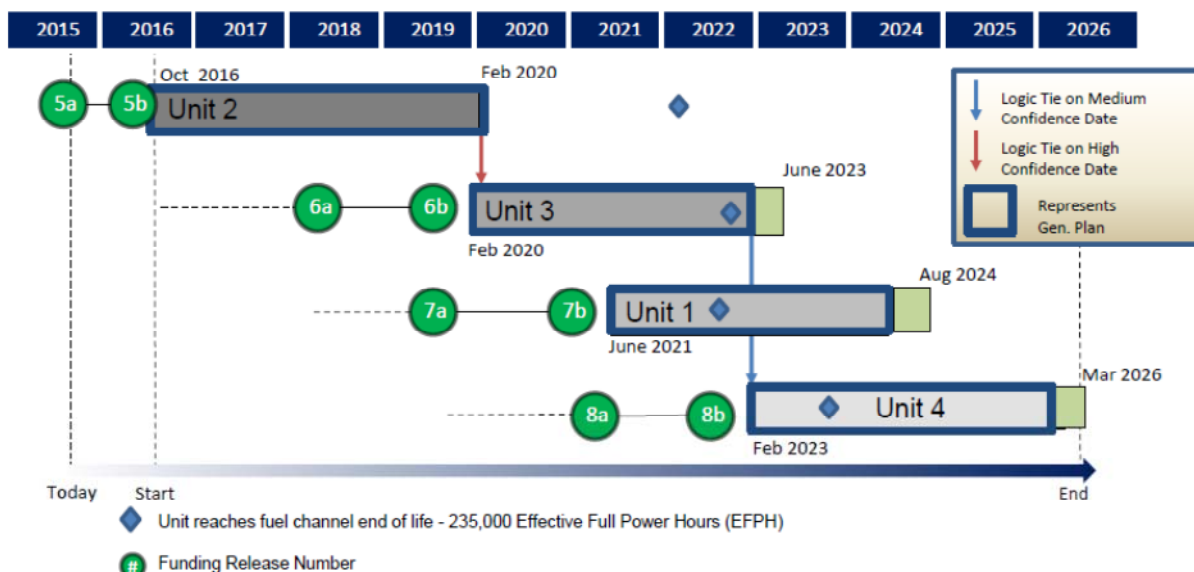 2015 2016 2017 2018 2019 2020 2021 2022 2023 2024 2025 2026
Oct 2016
Feb 2020
5a
5b
Unit 2
Logic Tie on Medium
Confidence Date
Logic Tie on High
Confidence Date
Represents
Gen. Plan
June 2023
6a
6b
Unit 3
Feb 2020
Aug 2024
7a
7b
Unit 1
June 2021
Mar 2026
8a
8b
Unit 4
Feb 2023
Today
Start
End
Unit reaches fuel channel end of life - 235,000 Effective Full Power Hours (EFPH)
# Funding Release Number